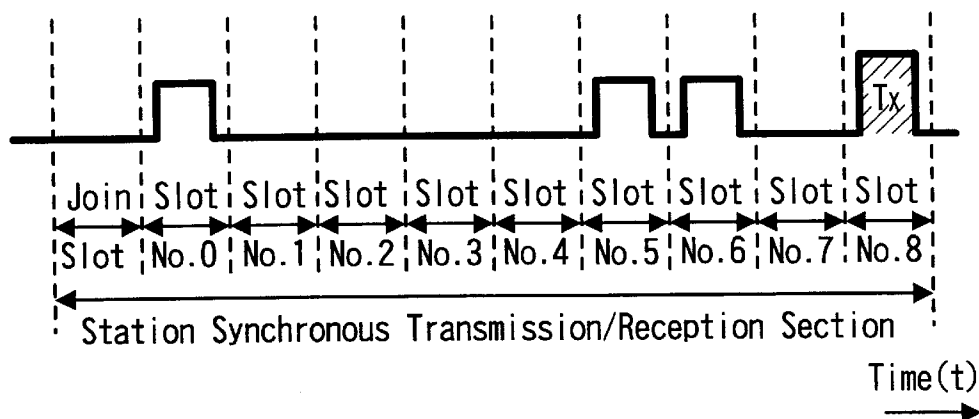 Tx
Join Slot Slot Slot Slot Slot Slot Slot Slot Slot
Slot No.0 No.1 No.2 No.3 No.4 No.5 No.6 No.7 No.8
Station Synchronous Transmission/Reception Section
Time(t)